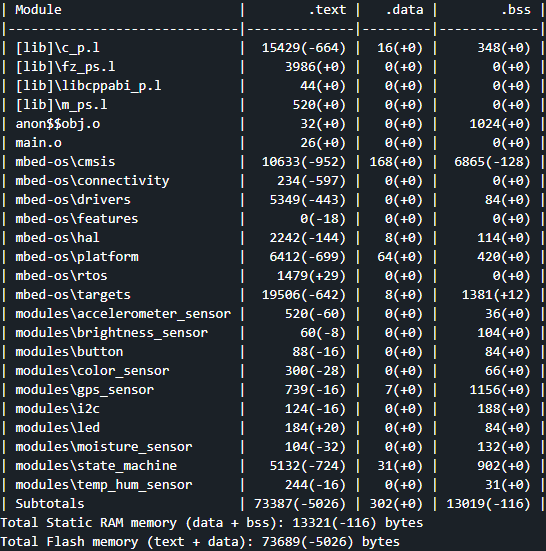 | Module | .text | .data | .bss |
|-----------------------------|---------------|----------|-------------|
| [lib]\c_p.l | 15429(-664) | 16(+0) | 348(+0) |
| [lib]\fz_ps.l | 3986(+0) | 0(+0) | 0(+0) |
| [lib]\libcppabi_p.l | 44(+0) | 0(+0) | 0(+0) |
| [lib]\m_ps.l | 520(+0) | 0(+0) | 0(+0) |
| anon$$obj.o | 32(+0) | 0(+0) | 1024(+0) |
| main.o | 26(+0) | 0(+0) | 0(+0) |
| mbed-os\cmsis | 10633(-952) | 168(+0) | 6865(-128) |
| mbed-os\connectivity | 234(-597) | 0(+0) | 0(+0) |
| mbed-os\drivers | 5349(-443) | 0(+0) | 84(+0) |
| mbed-os\features | 0(-18) | 0(+0) | 0(+0) |
| mbed-os\hal | 2242(-144) | 8(+0) | 114(+0) |
| mbed-os\platform | 6412(-699) | 64(+0) | 420(+0) |
| mbed-os\rtos | 1479(+29) | 0(+0) | 0(+0) |
| mbed-os\targets | 19506(-642) | 8(+0) | 1381(+12) |
| modules\accelerometer_sensor | 520(-60) | 0(+0) | 36(+0) |
| modules\brightness_sensor | 60(-8) | 0(+0) | 104(+0) |
| modules\button | 88(-16) | 0(+0) | 84(+0) |
| modules\color_sensor | 300(-28) | 0(+0) | 66(+0) |
| modules\gps_sensor | 739(-16) | 7(+0) | 1156(+0) |
| modules\i2c | 124(-16) | 0(+0) | 188(+0) |
| modules\led | 184(+20) | 0(+0) | 84(+0) |
| modules\moisture_sensor | 104(-32) | 0(+0) | 132(+0) |
| modules\state_machine | 5132(-724) | 31(+0) | 902(+0) |
| modules\temp_hum_sensor | 244(-16) | 0(+0) | 31(+0) |
| Subtotals | 73387(-5026) | 302(+0) | 13019(-116) |
Total Static RAM memory (data + bss): 13321(-116) bytes
Total Flash memory (text + data): 73689(-5026) bytes